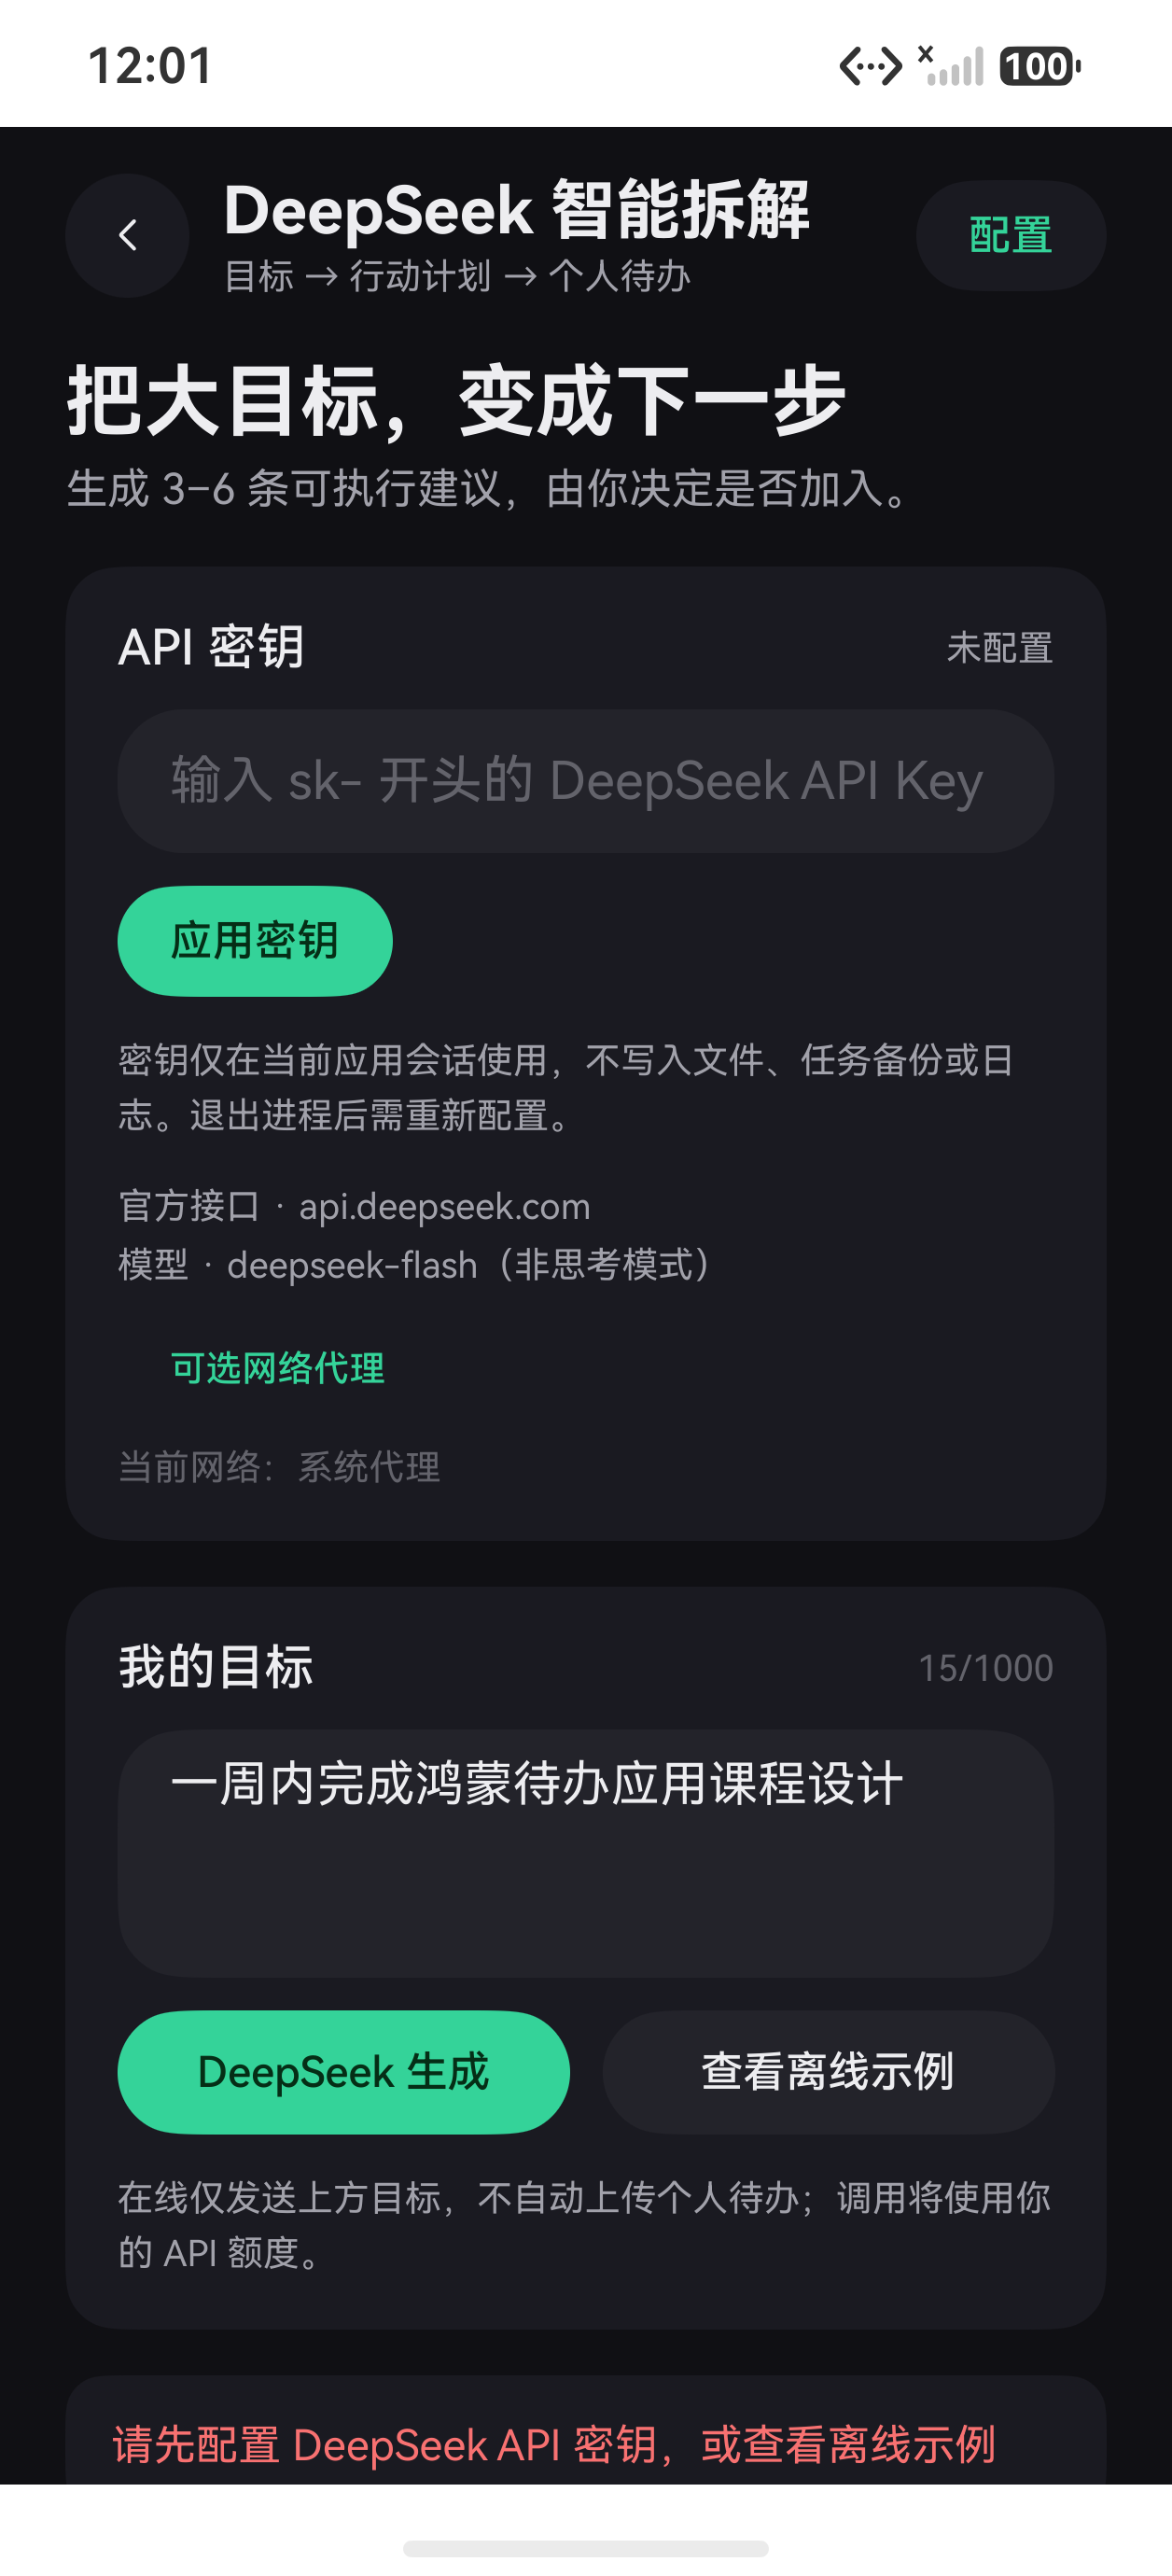 12:01
100
DeepSeek 智能拆解
配置
目标 → 行动计划 → 个人待办
把大目标，变成下一步
生成 3–6 条可执行建议，由你决定是否加入。
API 密钥
未配置
输入 sk- 开头的 DeepSeek API Key
应用密钥
密钥仅在当前应用会话使用，不写入文件、任务备份或日
志。退出进程后需重新配置。
官方接口 · api.deepseek.com
模型 · deepseek-flash（非思考模式）
可选网络代理
当前网络：系统代理
我的目标
15/1000
一周内完成鸿蒙待办应用课程设计
DeepSeek 生成
查看离线示例
在线仅发送上方目标，不自动上传个人待办；调用将使用你
的 API 额度。
请先配置 DeepSeek API 密钥，或查看离线示例